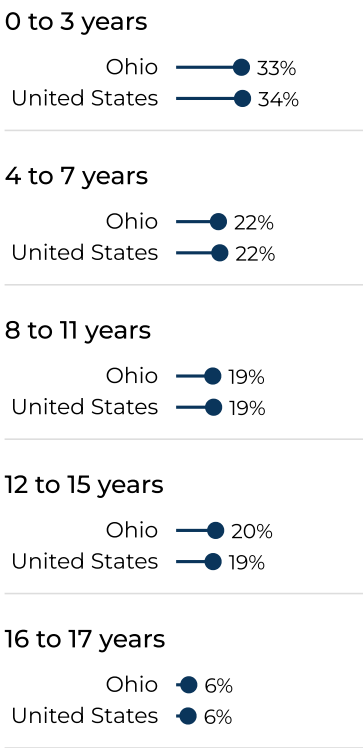 0 to 3 years
Ohio 33%
United States 34%
4 to 7 years
Ohio 22%
United States 22%
8 to 11 years
Ohio 19%
United States 19%
12 to 15 years
Ohio 20%
United States 19%
16 to 17 years
Ohio 6%
United States 6%